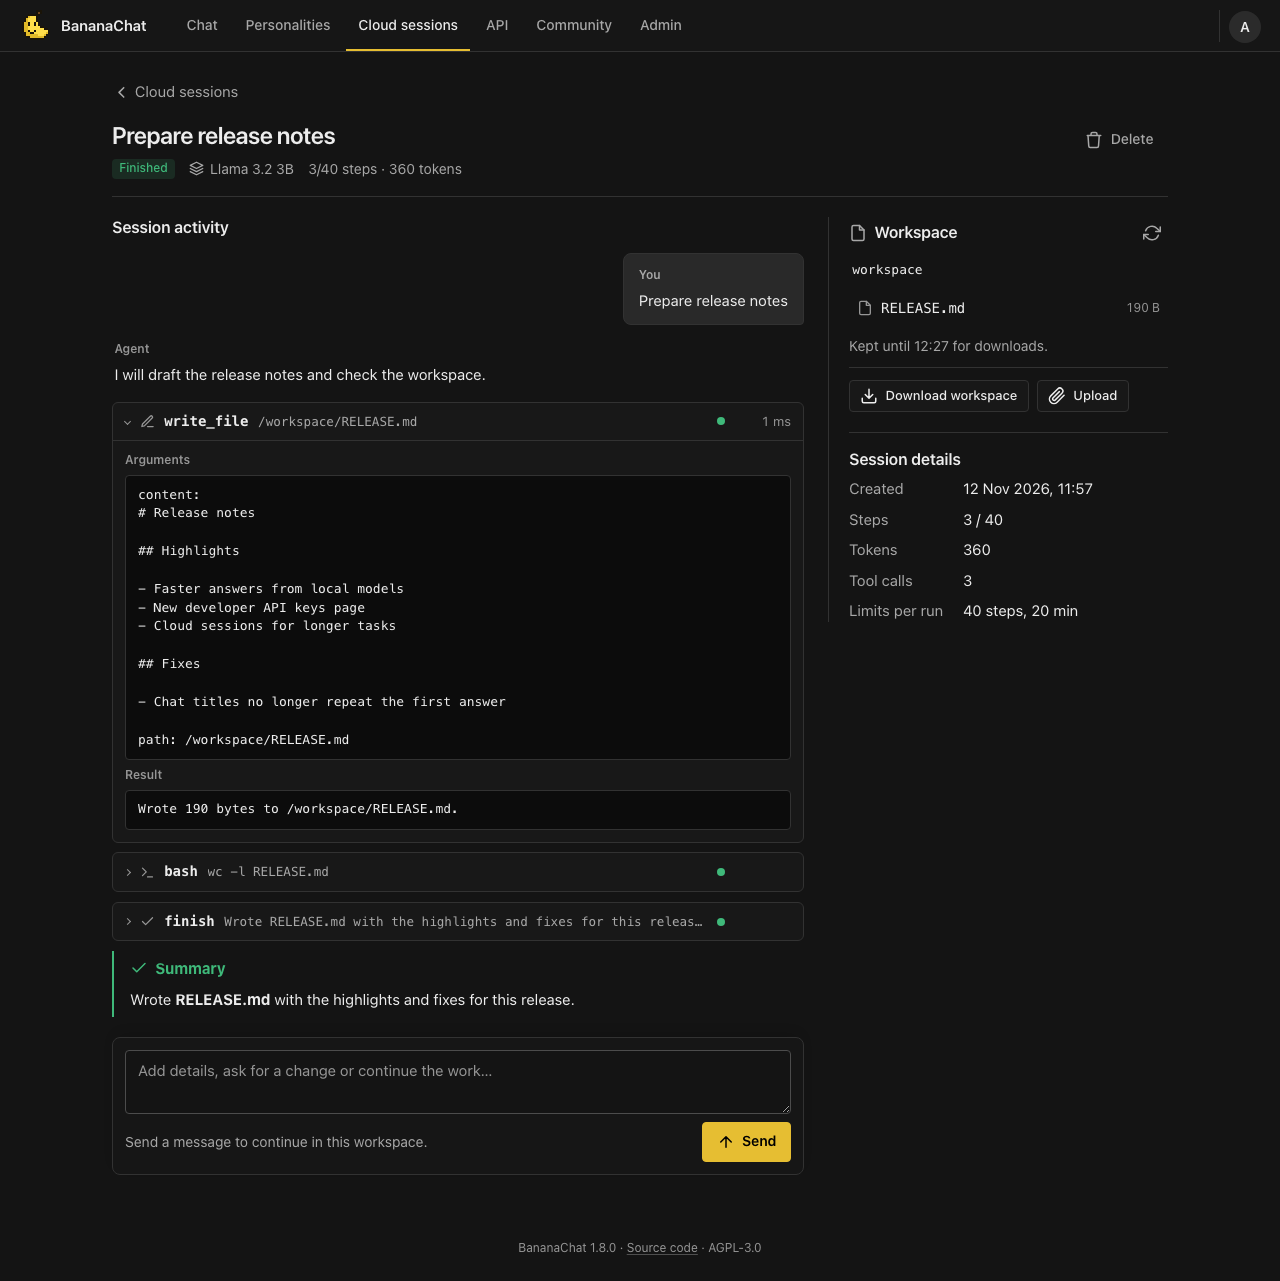 BananaChat
Chat
Personalities
Cloud sessions
API
Community
Admin
A
Cloud sessions
Prepare release notes
Delete
Finished
Llama 3.2 3B
3/40 steps · 360 tokens
Session activity
You
Prepare release notes
Agent
I will draft the release notes and check the workspace.
write_file /workspace/RELEASE.md 1 ms
Arguments
content:
# Release notes
## Highlights
- Faster answers from local models
- New developer API keys page
- Cloud sessions for longer tasks
## Fixes
- Chat titles no longer repeat the first answer
path: /workspace/RELEASE.md
Result
Wrote 190 bytes to /workspace/RELEASE.md.
bash wc -l RELEASE.md
finish Wrote RELEASE.md with the highlights and fixes for this releas…
Summary
Wrote RELEASE.md with the highlights and fixes for this release.
Add details, ask for a change or continue the work...
Send a message to continue in this workspace.
Send
Workspace
workspace
RELEASE.md 190 B
Kept until 12:27 for downloads.
Download workspace
Upload
Session details
Created 12 Nov 2026, 11:57
Steps 3 / 40
Tokens 360
Tool calls 3
Limits per run 40 steps, 20 min
BananaChat 1.8.0 · Source code · AGPL-3.0